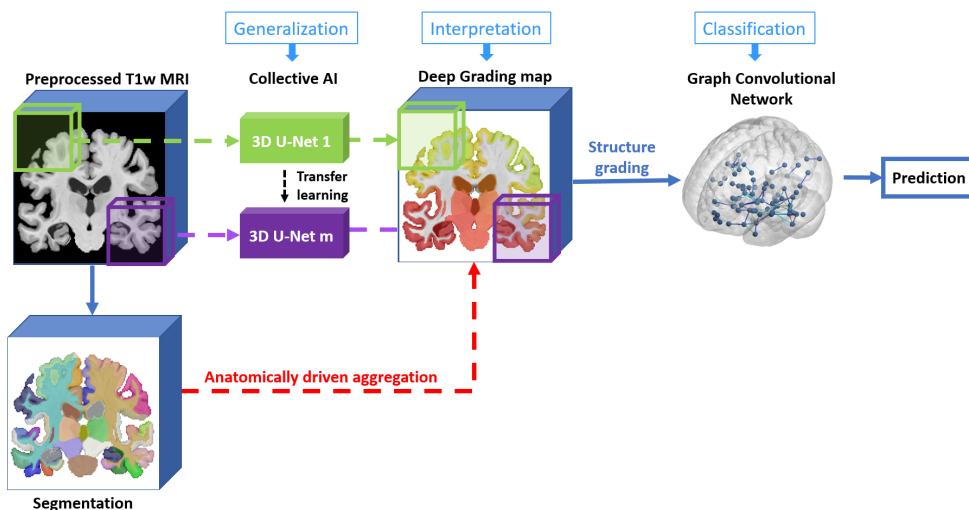 Generalization
Interpretation
Classification
Preprocessed T1w MRI
Collective AI
Deep Grading map
Graph Convolutional
Network
3D U-Net 1
Transfer
learning
3D U-Net m
Structure
grading
Prediction
Anatomically driven aggregation
Segmentation